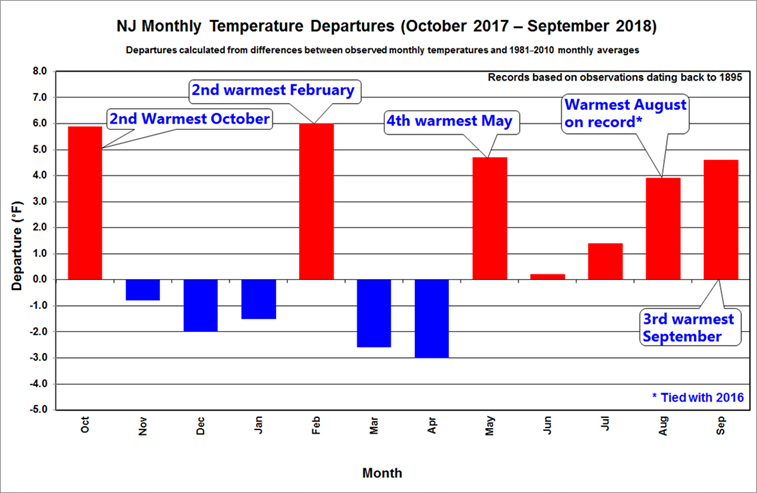 NJ Monthly Temperature Departures (October 2017 – September 2018)
Departures calculated from differences between observed monthly temperatures and 1981-2010 monthly averages
Records based on observations dating back to 1895
8.0
7.0
6.0
5.0
4.0
3.0
2.0
1.0
0.0
-1.0
-2.0
-3.0
-4.0
-5.0
Departure (°F)
2nd Warmest October
2nd warmest February
4th warmest May
Warmest August
on record*
3rd warmest
September
* Tied with 2016
Oct
Nov
Dec
Jan
Feb
Mar
Apr
May
Jun
Jul
Aug
Sep
Month